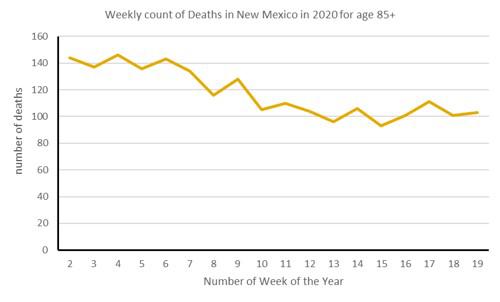 Weekly count of Deaths in New Mexico in 2020 for age 85+
160
140
120
100
80
60
40
20
0
number of deaths
2 3 4 5 6 7 8 9 10 11 12 13 14 15 16 17 18 19
Number of Week of the Year